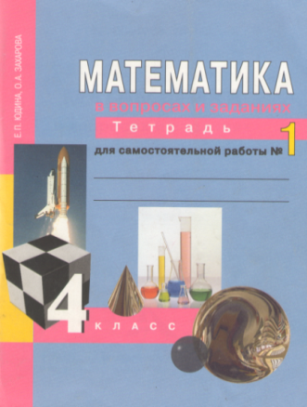 Е.П. ЮДИНА, О.А. ЗАХАРОВА
МАТЕМАТИКА
в вопросах и заданиях
Тетрадь
для самостоятельной работы № 1
4
КЛАСС